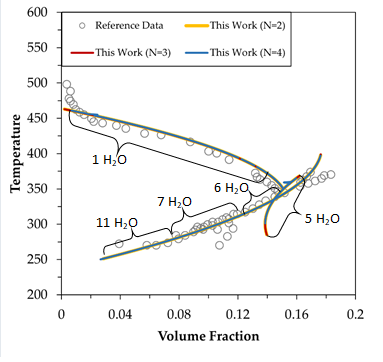 600
Reference Data
This Work (N=2)
550
This Work (N=3)
This Work (N=4)
500
450
Temperature
400
1 H₂O
350
6 H₂O
7 H₂O
11 H₂O
5 H₂O
300
250
200
0
0.04
0.08
0.12
0.16
0.2
Volume Fraction